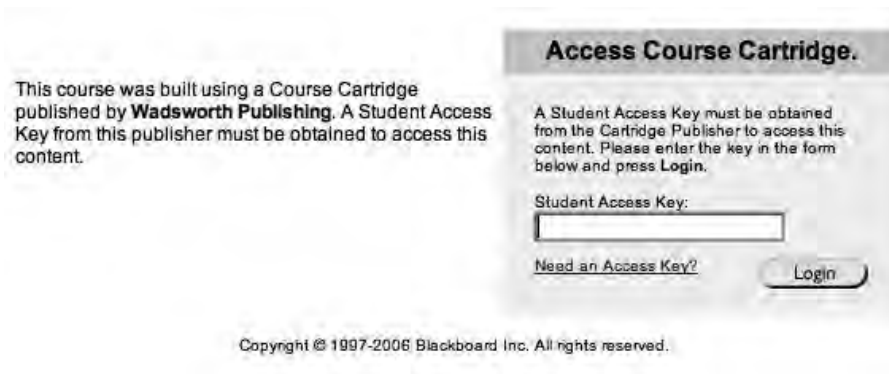 Access Course Cartridge.
This course was built using a Course Cartridge
published by Wadsworth Publishing. A Student Access
Key from this publisher must be obtained to access this
content.
A Student Access Key must be obtained
from the Cartridge Publisher to access this
content. Please enter the key in the form
below and press Login.
Student Access Key:
Need an Access Key?
Login
Copyright © 1997-2006 Blackboard Inc. All rights reserved.